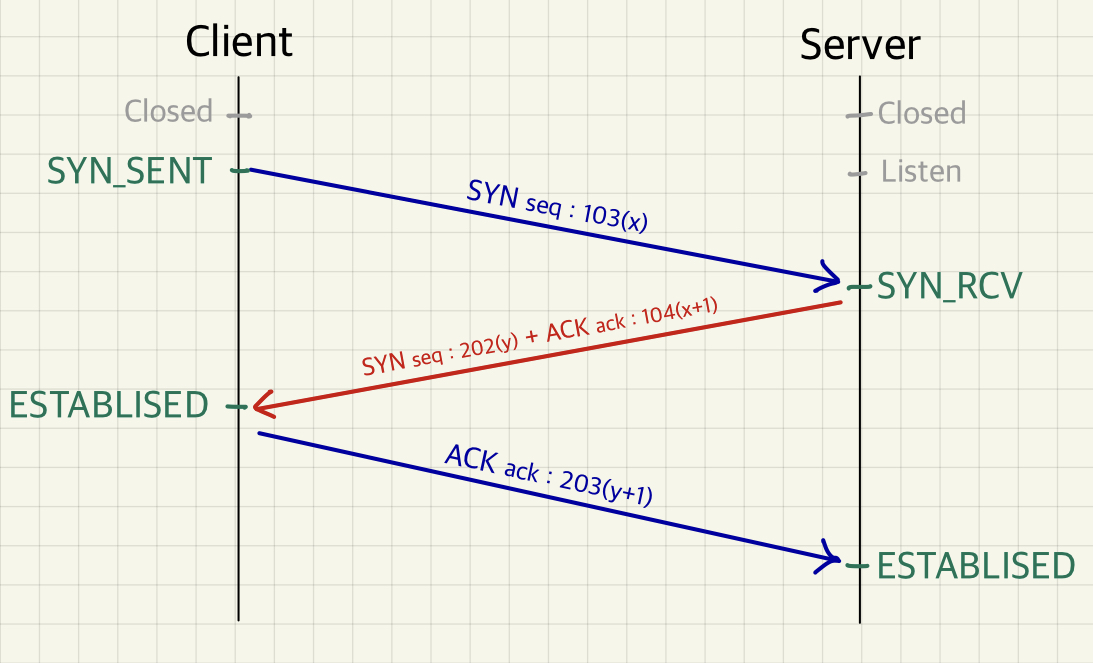 Client
Server
Closed
Closed
SYN_SENT
Listen
SYN seq : 103(x)
SYN_RCV
SYN seq : 202(y) + ACK ack : 104(x+1)
ESTABLISED
ACK ack : 203(y+1)
ESTABLISED